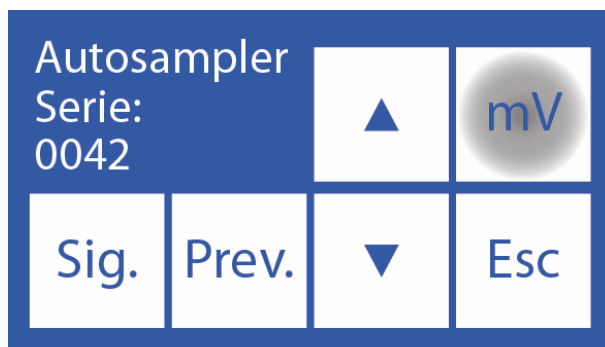 Autosampler
Serie:
0042
▲
mV
Sig.
Prev.
▼
Esc